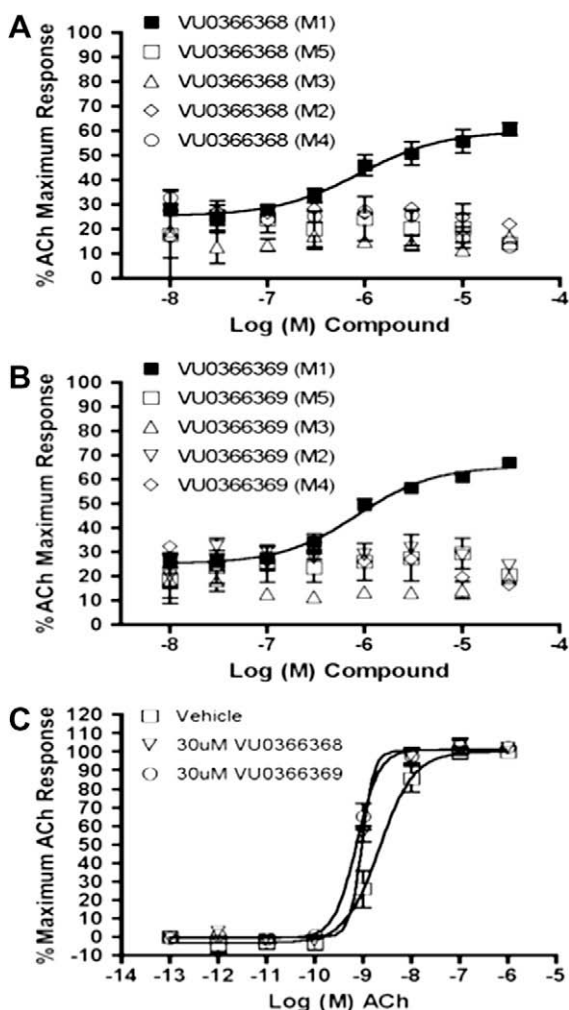 A
VU0366368 (M1)
VU0366368 (M5)
VU0366368 (M3)
VU0366368 (M2)
VU0366368 (M4)
% ACh Maximum Response
100
90
80
70
60
50
40
30
20
10
0
-8
-7
-6
-5
-4
Log (M) Compound
B
VU0366369 (M1)
VU0366369 (M5)
VU0366369 (M3)
VU0366369 (M2)
VU0366369 (M4)
% ACh Maximum Response
100
90
80
70
60
50
40
30
20
10
0
-8
-7
-6
-5
-4
Log (M) Compound
C
Vehicle
30uM VU0366368
30uM VU0366369
%Maximum ACh Response
120
110
100
90
80
70
60
50
40
30
20
10
0
-10
-14
-13
-12
-11
-10
-9
-8
-7
-6
-5
Log (M) ACh